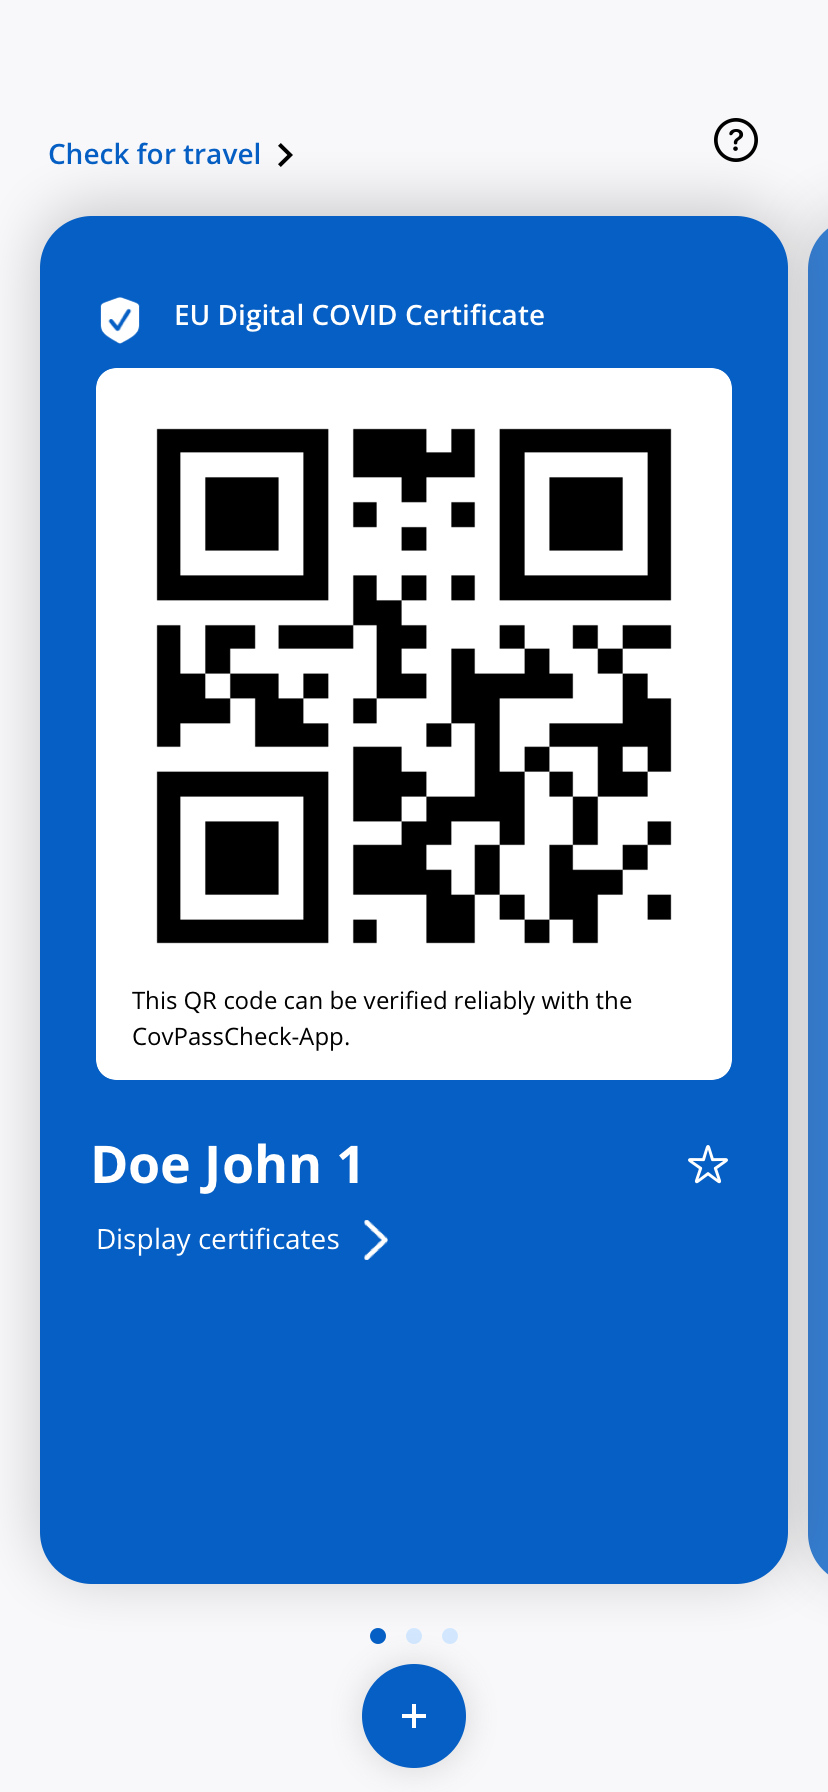 Check for travel
?
EU Digital COVID Certificate
This QR code can be verified reliably with the
CovPassCheck-App.
Doe John 1
Display certificates
+